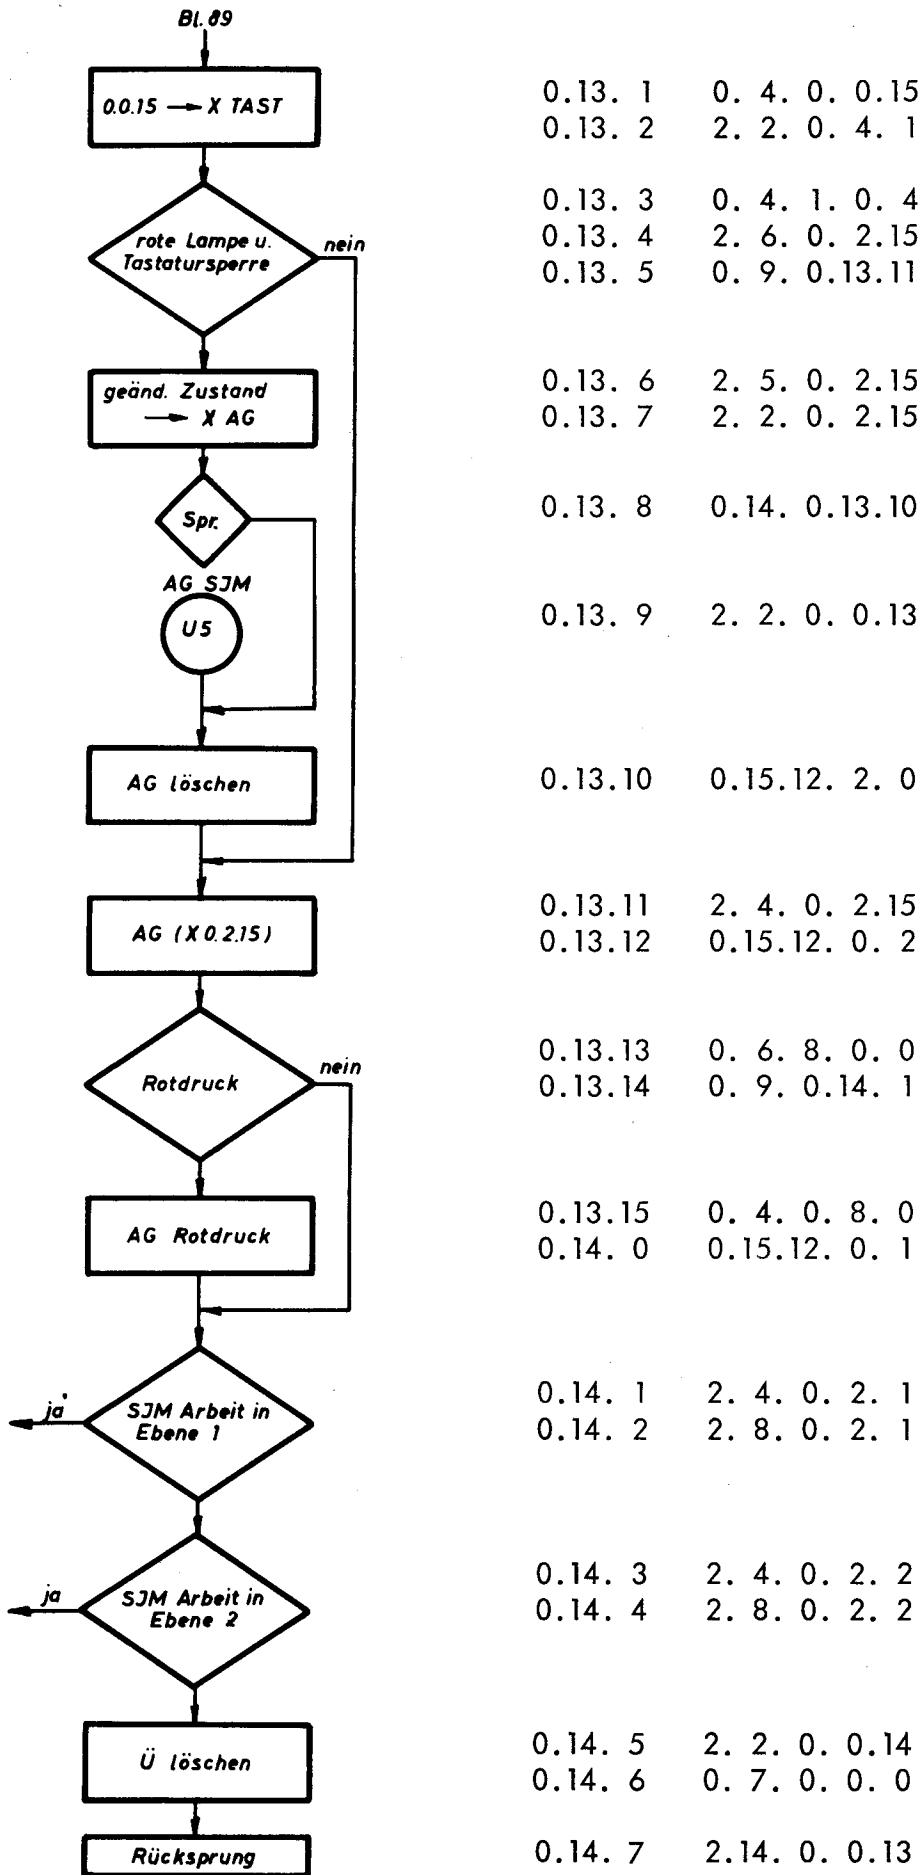 Bl. 89
0.0.15 → X TAST
0.13. 1 0. 4. 0. 0.15
0.13. 2 2. 2. 0. 4. 1
rote Lampe u.
Tastatursperre
nein
0.13. 3 0. 4. 1. 0. 4
0.13. 4 2. 6. 0. 2.15
0.13. 5 0. 9. 0.13.11
geänd. Zustand
→ X AG
0.13. 6 2. 5. 0. 2.15
0.13. 7 2. 2. 0. 2.15
Spr.
0.13. 8 0.14. 0.13.10
AG SJM
U5
0.13. 9 2. 2. 0. 0.13
AG löschen
0.13.10 0.15.12. 2. 0
AG (X 0.2.15)
0.13.11 2. 4. 0. 2.15
0.13.12 0.15.12. 0. 2
Rotdruck
nein
0.13.13 0. 6. 8. 0. 0
0.13.14 0. 9. 0.14. 1
AG Rotdruck
0.13.15 0. 4. 0. 8. 0
0.14. 0 0.15.12. 0. 1
ja
SJM Arbeit in
Ebene 1
0.14. 1 2. 4. 0. 2. 1
0.14. 2 2. 8. 0. 2. 1
ja
SJM Arbeit in
Ebene 2
0.14. 3 2. 4. 0. 2. 2
0.14. 4 2. 8. 0. 2. 2
Ü löschen
0.14. 5 2. 2. 0. 0.14
0.14. 6 0. 7. 0. 0. 0
Rücksprung
0.14. 7 2.14. 0. 0.13